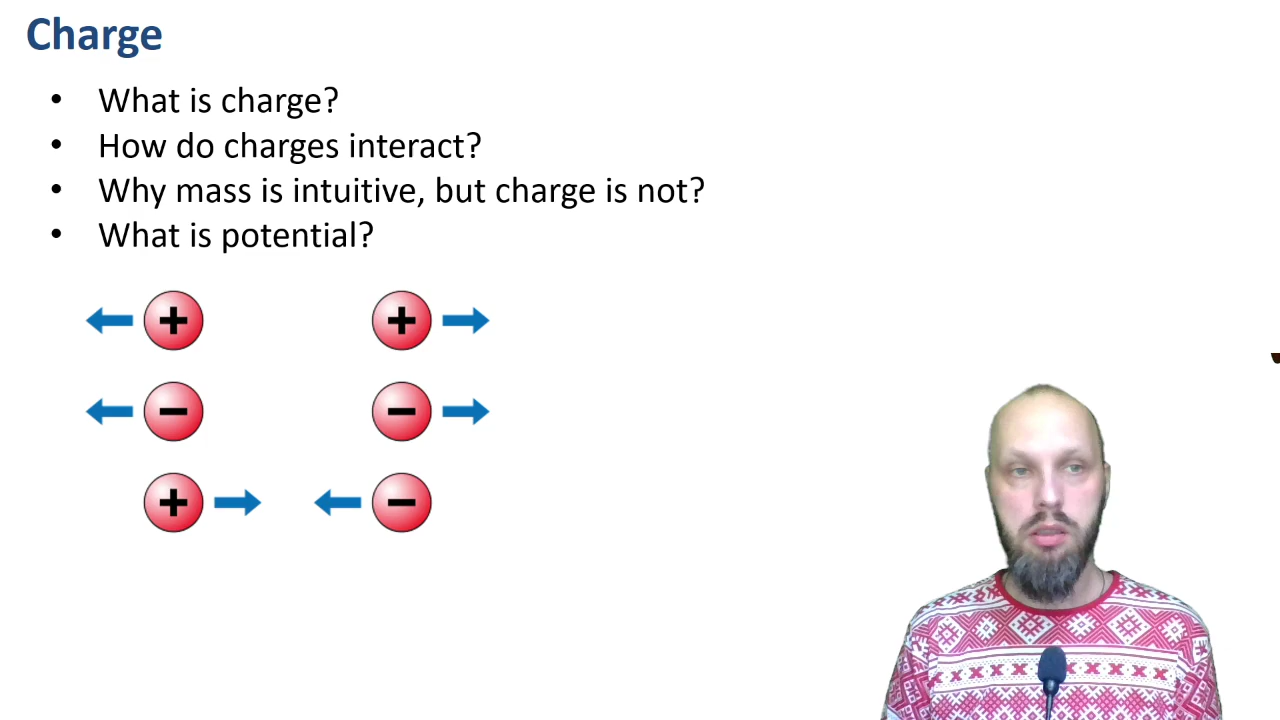 Charge
• What is charge?
• How do charges interact?
• Why mass is intuitive, but charge is not?
• What is potential?
+ +
− −
+ −